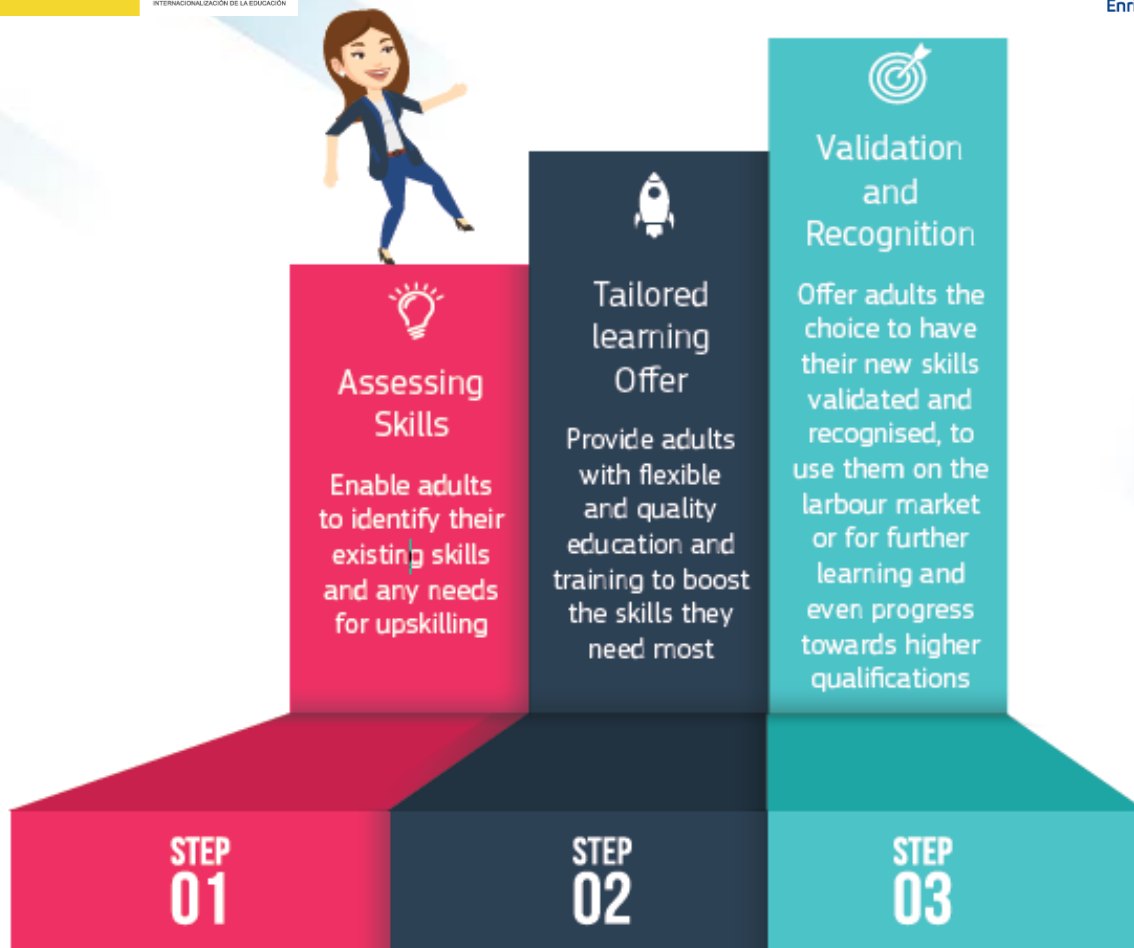 INTERNACIONALIZACIÓN DE LA EDUCACIÓN
Assessing
Skills
Enable adults
to identify their
existing skills
and any needs
for upskilling
Tailored
learning
Offer
Provide adults
with flexible
and quality
education and
training to boost
the skills they
need most
Validation
and
Recognition
Offer adults the
choice to have
their new skills
validated and
recognised, to
use them on the
larbour market
or for further
learning and
even progress
towards higher
qualifications
STEP
01
STEP
02
STEP
03